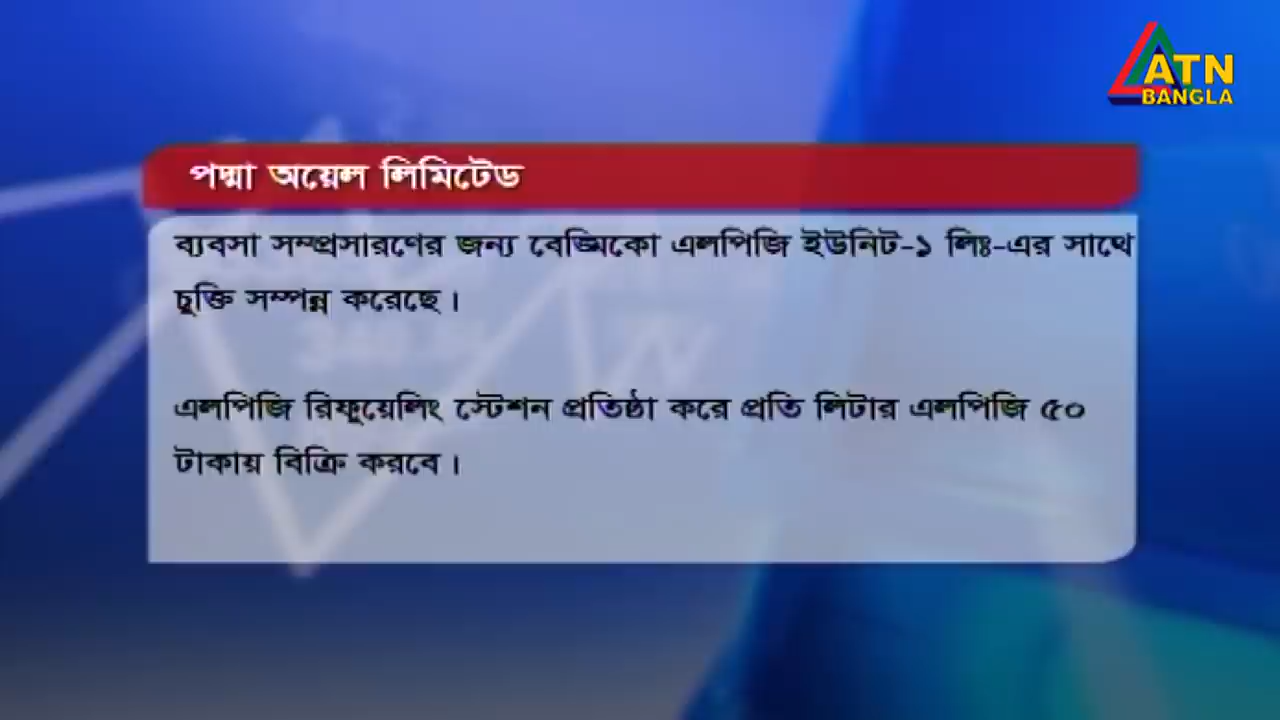 ATN
BANGLA
পদ্মা অয়েল লিমিটেড
ব্যবসা সম্প্রসারণের জন্য বেক্সিমকো এলপিজি ইউনিট-১ লিঃ-এর সাথে
চুক্তি সম্পন্ন করেছে।
এলপিজি রিফুয়েলিং স্টেশন প্রতিষ্ঠা করে প্রতি লিটার এলপিজি ৫০
টাকায় বিক্রি করবে।